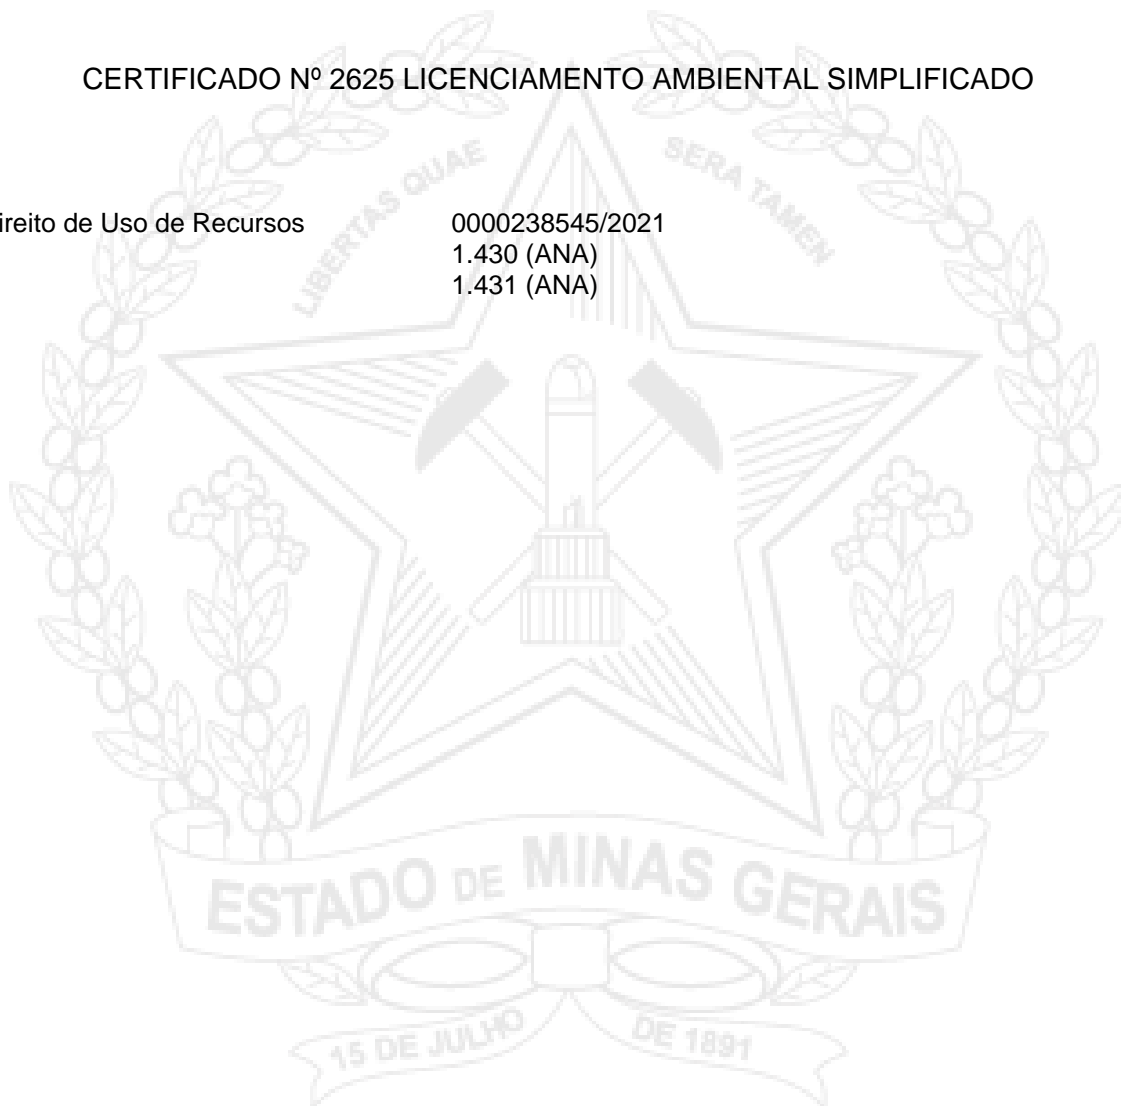 CERTIFICADO Nº 2625 LICENCIAMENTO AMBIENTAL SIMPLIFICADO
LIBERTAS QUAE SERA TAMEN
ireito de Uso de Recursos 0000238545/2021
1.430 (ANA)
1.431 (ANA)
ESTADO DE MINAS GERAIS
15 DE JULHO DE 1891